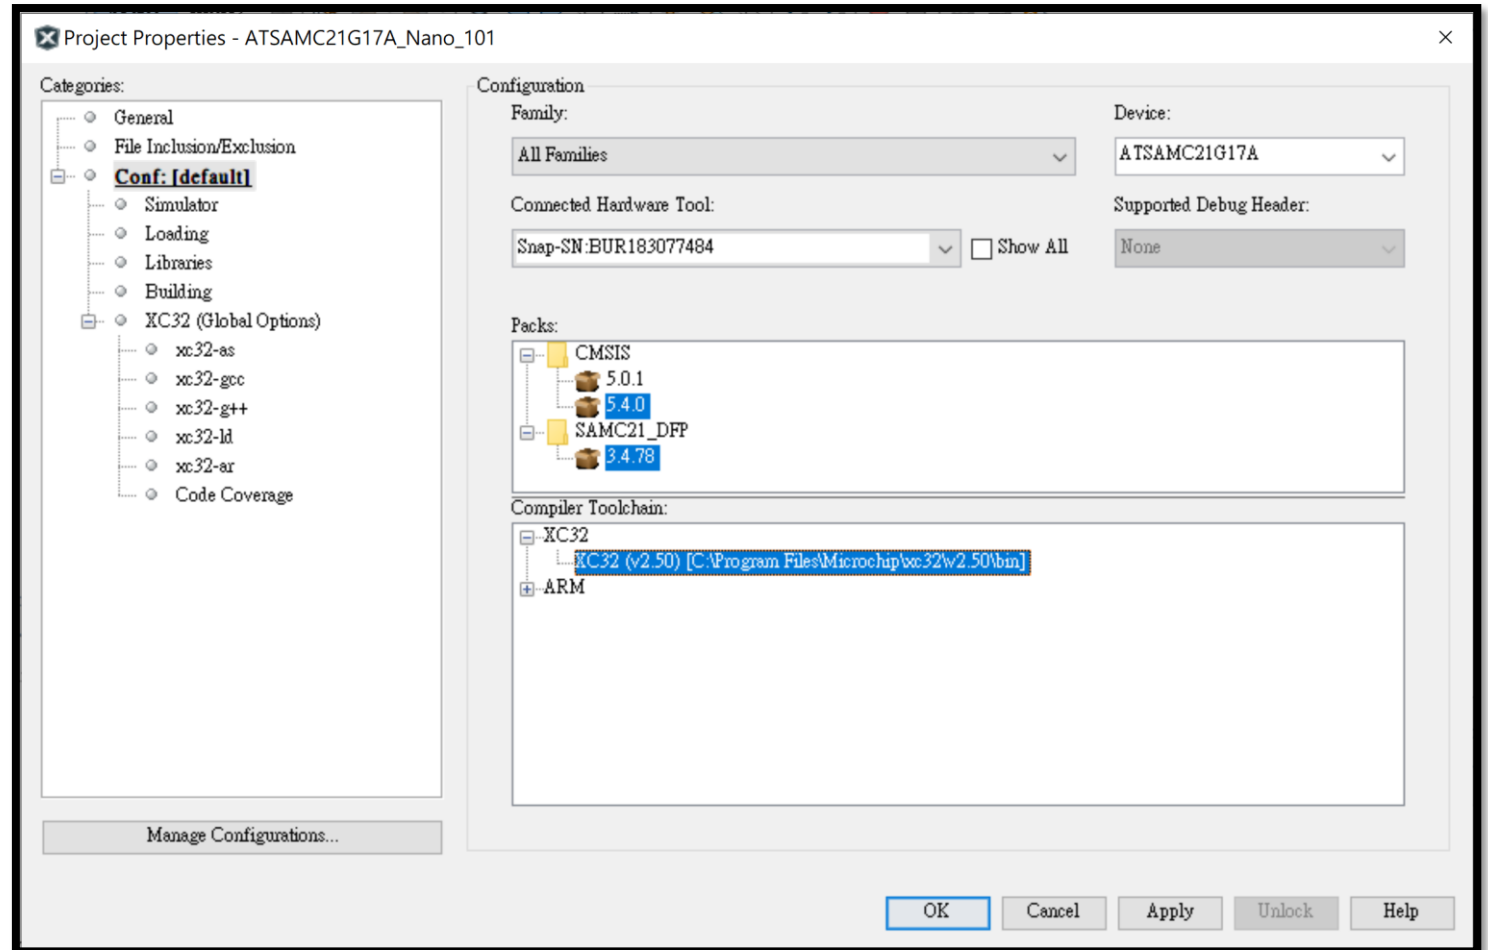 Project Properties - ATSAMC21G17A_Nano_101
Categories:
General
File Inclusion/Exclusion
Conf: [default]
Simulator
Loading
Libraries
Building
XC32 (Global Options)
xc32-as
xc32-gcc
xc32-g++
xc32-ld
xc32-ar
Code Coverage
Manage Configurations...
Configuration
Family:
Device:
All Families
ATSAMC21G17A
Connected Hardware Tool:
Supported Debug Header:
Snap-SN:BUR183077484
Show All
None
Packs:
CMSIS
5.0.1
5.4.0
SAMC21_DFP
3.4.78
Compiler Toolchain:
XC32
XC32 (v2.50) [C:\Program Files\Microchip\xc32\v2.50\bin]
ARM
OK
Cancel
Apply
Unlock
Help